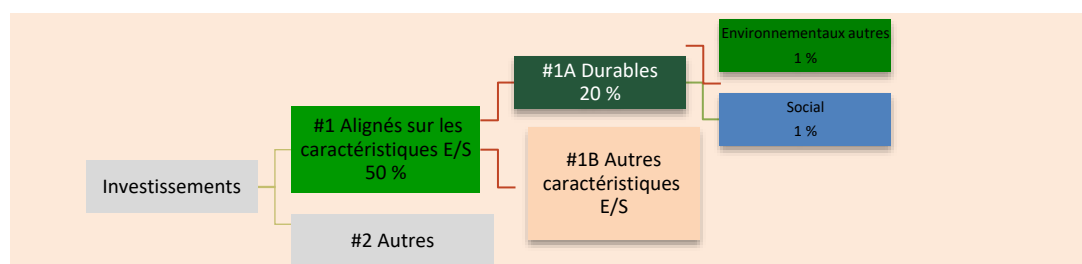 Environnementaux autres
1 %
#1A Durables
20 %
Social
1 %
#1 Alignés sur les
caractéristiques E/S
50 %
#1B Autres
caractéristiques
E/S
Investissements
#2 Autres